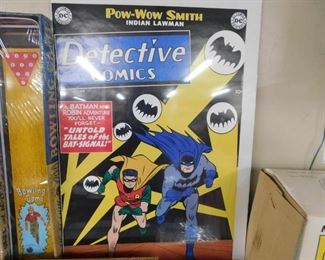 POW-WOW SMITH
INDIAN LAWMAN
DC
DC
Detective
COMICS
A BATMAN AND
ROBIN ADVENTURE
YOU'LL NEVER
FORGET--
"UNTOLD
TALES OF THE
BAT-SIGNAL!"
BOWLING
Bowling
Game